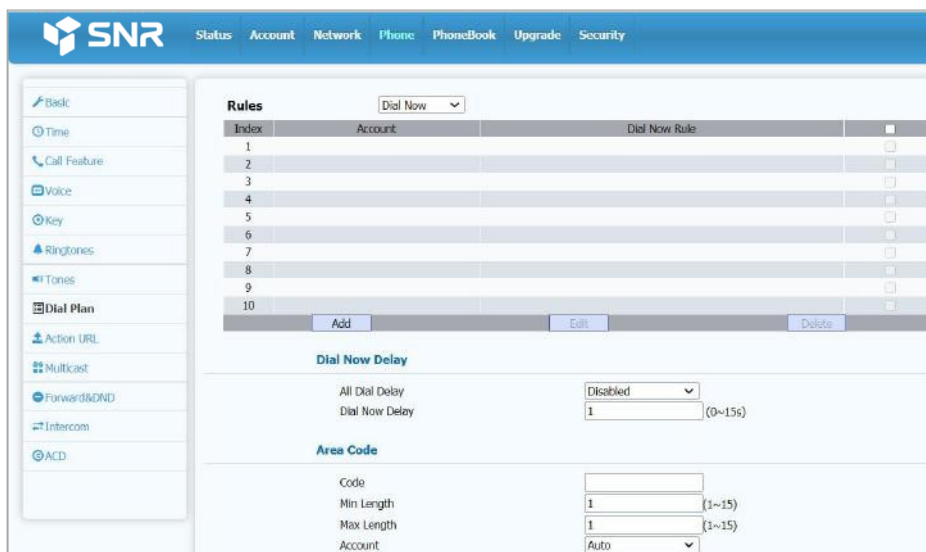 SNR
Status Account Network Phone PhoneBook Upgrade Security
Basic
Time
Call Feature
Voice
Key
Ringtones
Tones
Dial Plan
Action URL
Multicast
Forward&DND
Intercom
ACD
Rules Dial Now
Index Account Dial Now Rule
1
2
3
4
5
6
7
8
9
10
Add Edit Delete
Dial Now Delay
All Dial Delay Disabled
Dial Now Delay 1 (0~15s)
Area Code
Code
Min Length 1 (1~15)
Max Length 1 (1~15)
Account Auto